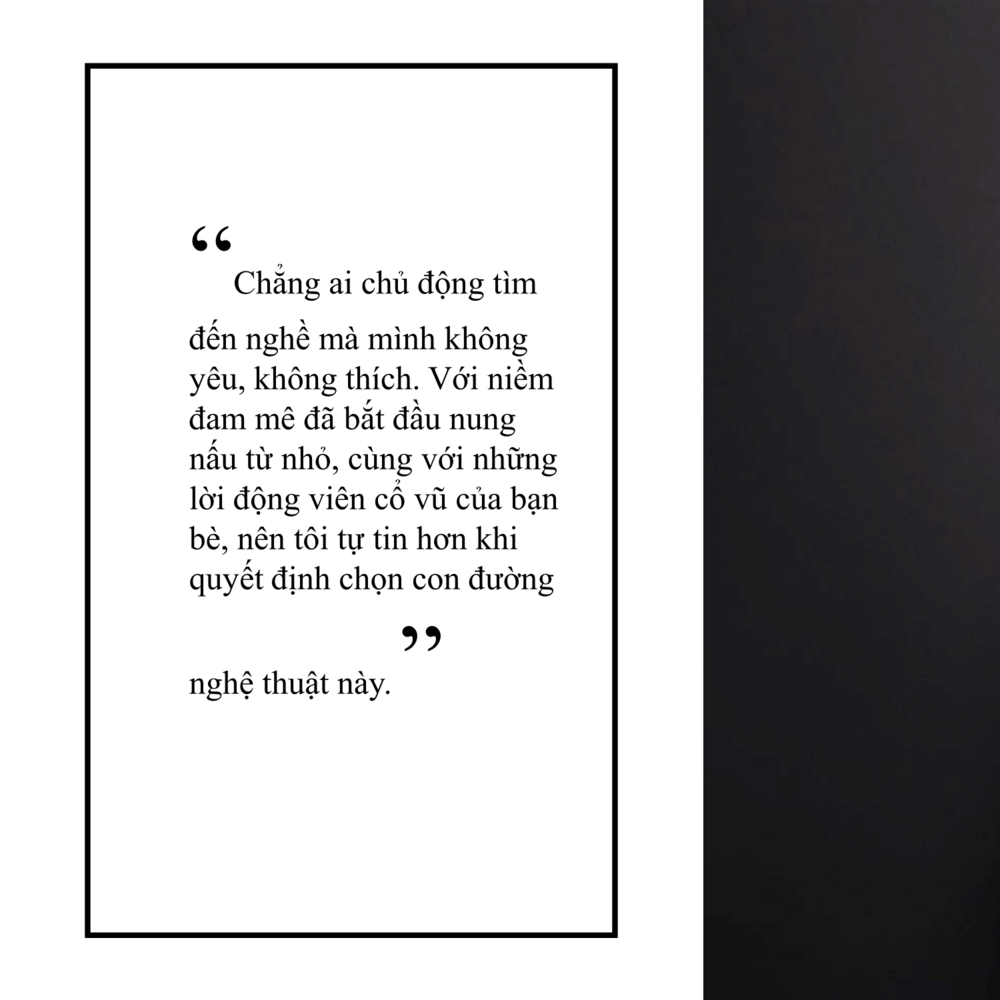 “
Chẳng ai chủ động tìm
đến nghề mà mình không
yêu, không thích. Với niềm
đam mê đã bắt đầu nung
nấu từ nhỏ, cùng với những
lời động viên cổ vũ của bạn
bè, nên tôi tự tin hơn khi
quyết định chọn con đường
nghệ thuật này. ”